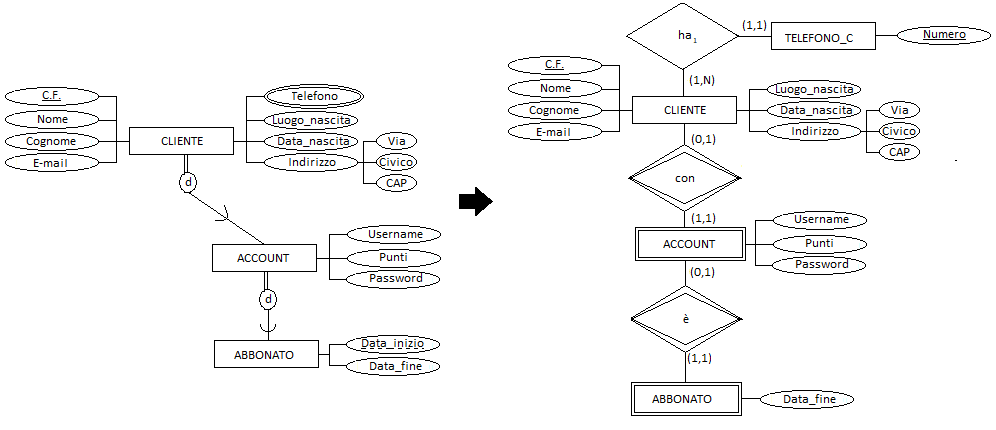 C.F.
Nome
Cognome
E-mail
CLIENTE
Telefono
Luogo_nascita
Data_nascita
Indirizzo
Via
Civico
CAP
d
ACCOUNT
Username
Punti
Password
d
ABBONATO
Data_inizio
Data_fine
ha1
(1,1)
TELEFONO_C
Numero
(1,N)
C.F.
Nome
Cognome
E-mail
CLIENTE
Luogo_nascita
Data_nascita
Indirizzo
Via
Civico
CAP
(0,1)
con
(1,1)
ACCOUNT
Username
Punti
Password
(0,1)
è
(1,1)
ABBONATO
Data_fine